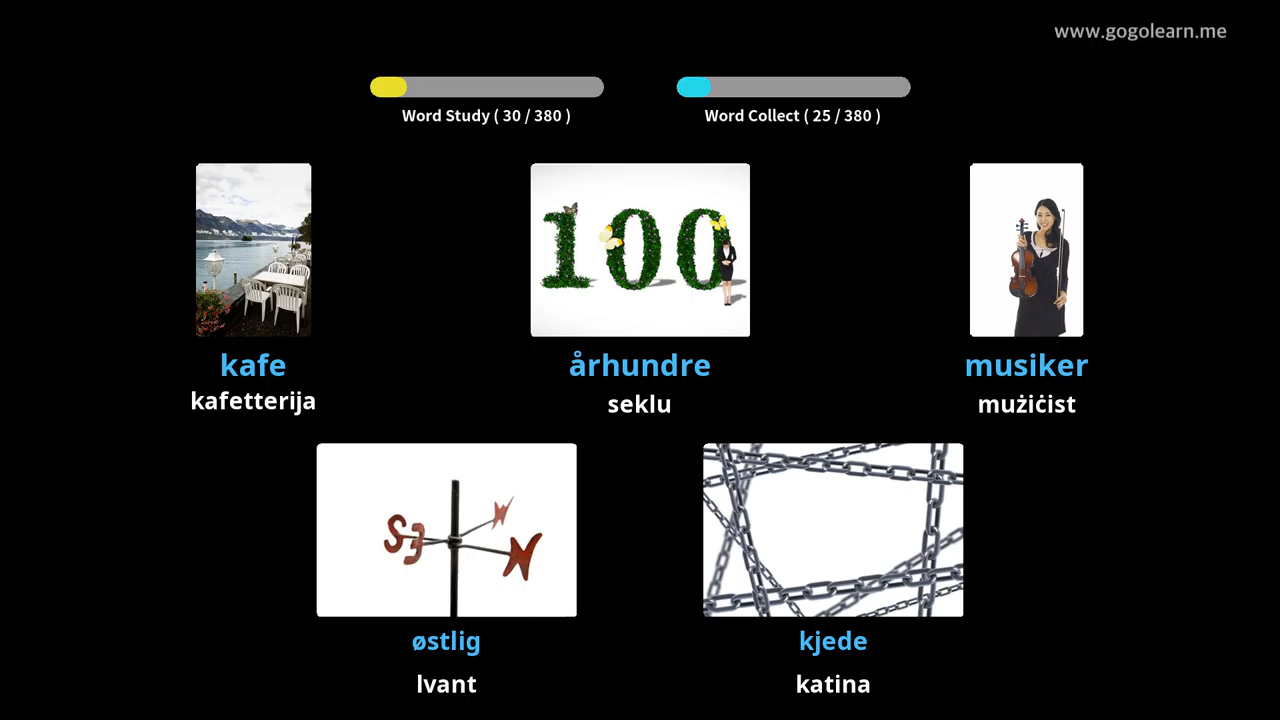 www.gogolearn.me
Word Study ( 30 / 380 )
Word Collect ( 25 / 380 )
100
kafe
århundre
musiker
kafetterija
seklu
mużiċist
S E N
østlig
kjede
lvant
katina